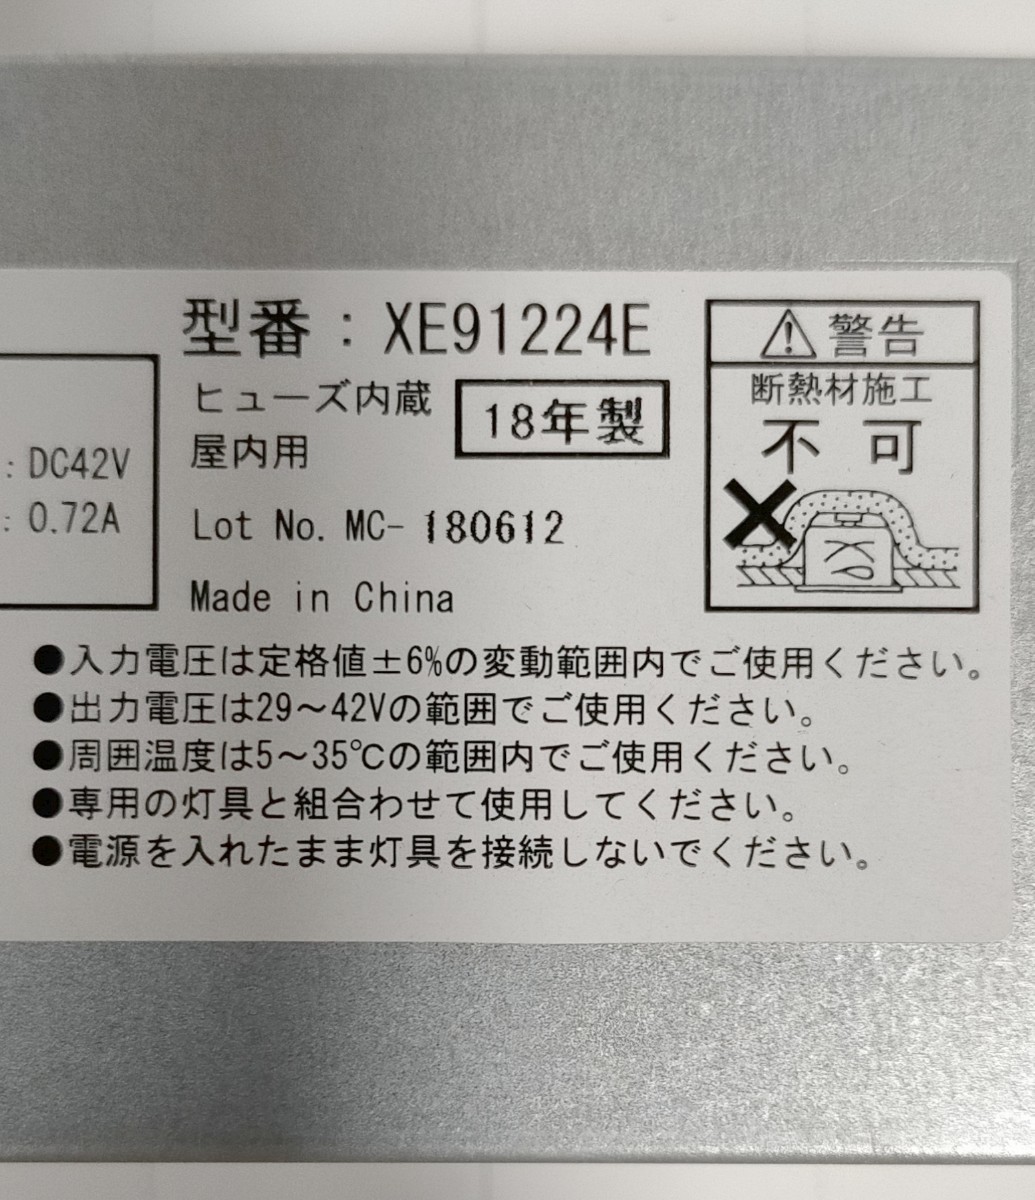 型番：XE91224E
ヒューズ内蔵
屋内用
18年製
: DC42V
: 0.72A
Lot No. MC- 180612
Made in China
警告
断熱材施工
不 可
●入力電圧は定格値±6%の変動範囲内でご使用ください。
●出力電圧は29～42Vの範囲でご使用ください。
●周囲温度は5～35℃の範囲内でご使用ください。
●専用の灯具と組合わせて使用してください。
●電源を入れたまま灯具を接続しないでください。